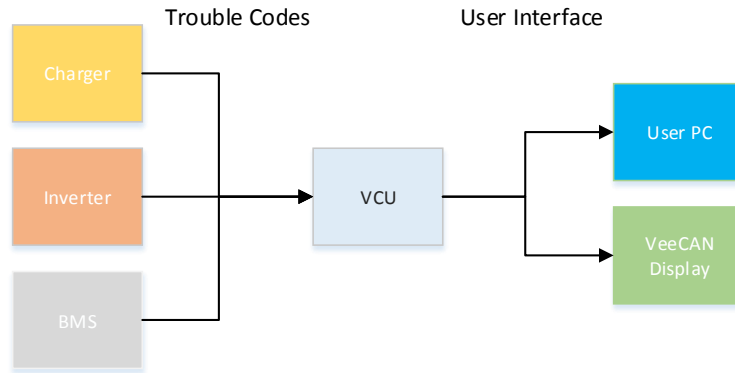 Trouble Codes
User Interface
Charger
Inverter
BMS
VCU
User PC
VeeCAN
Display